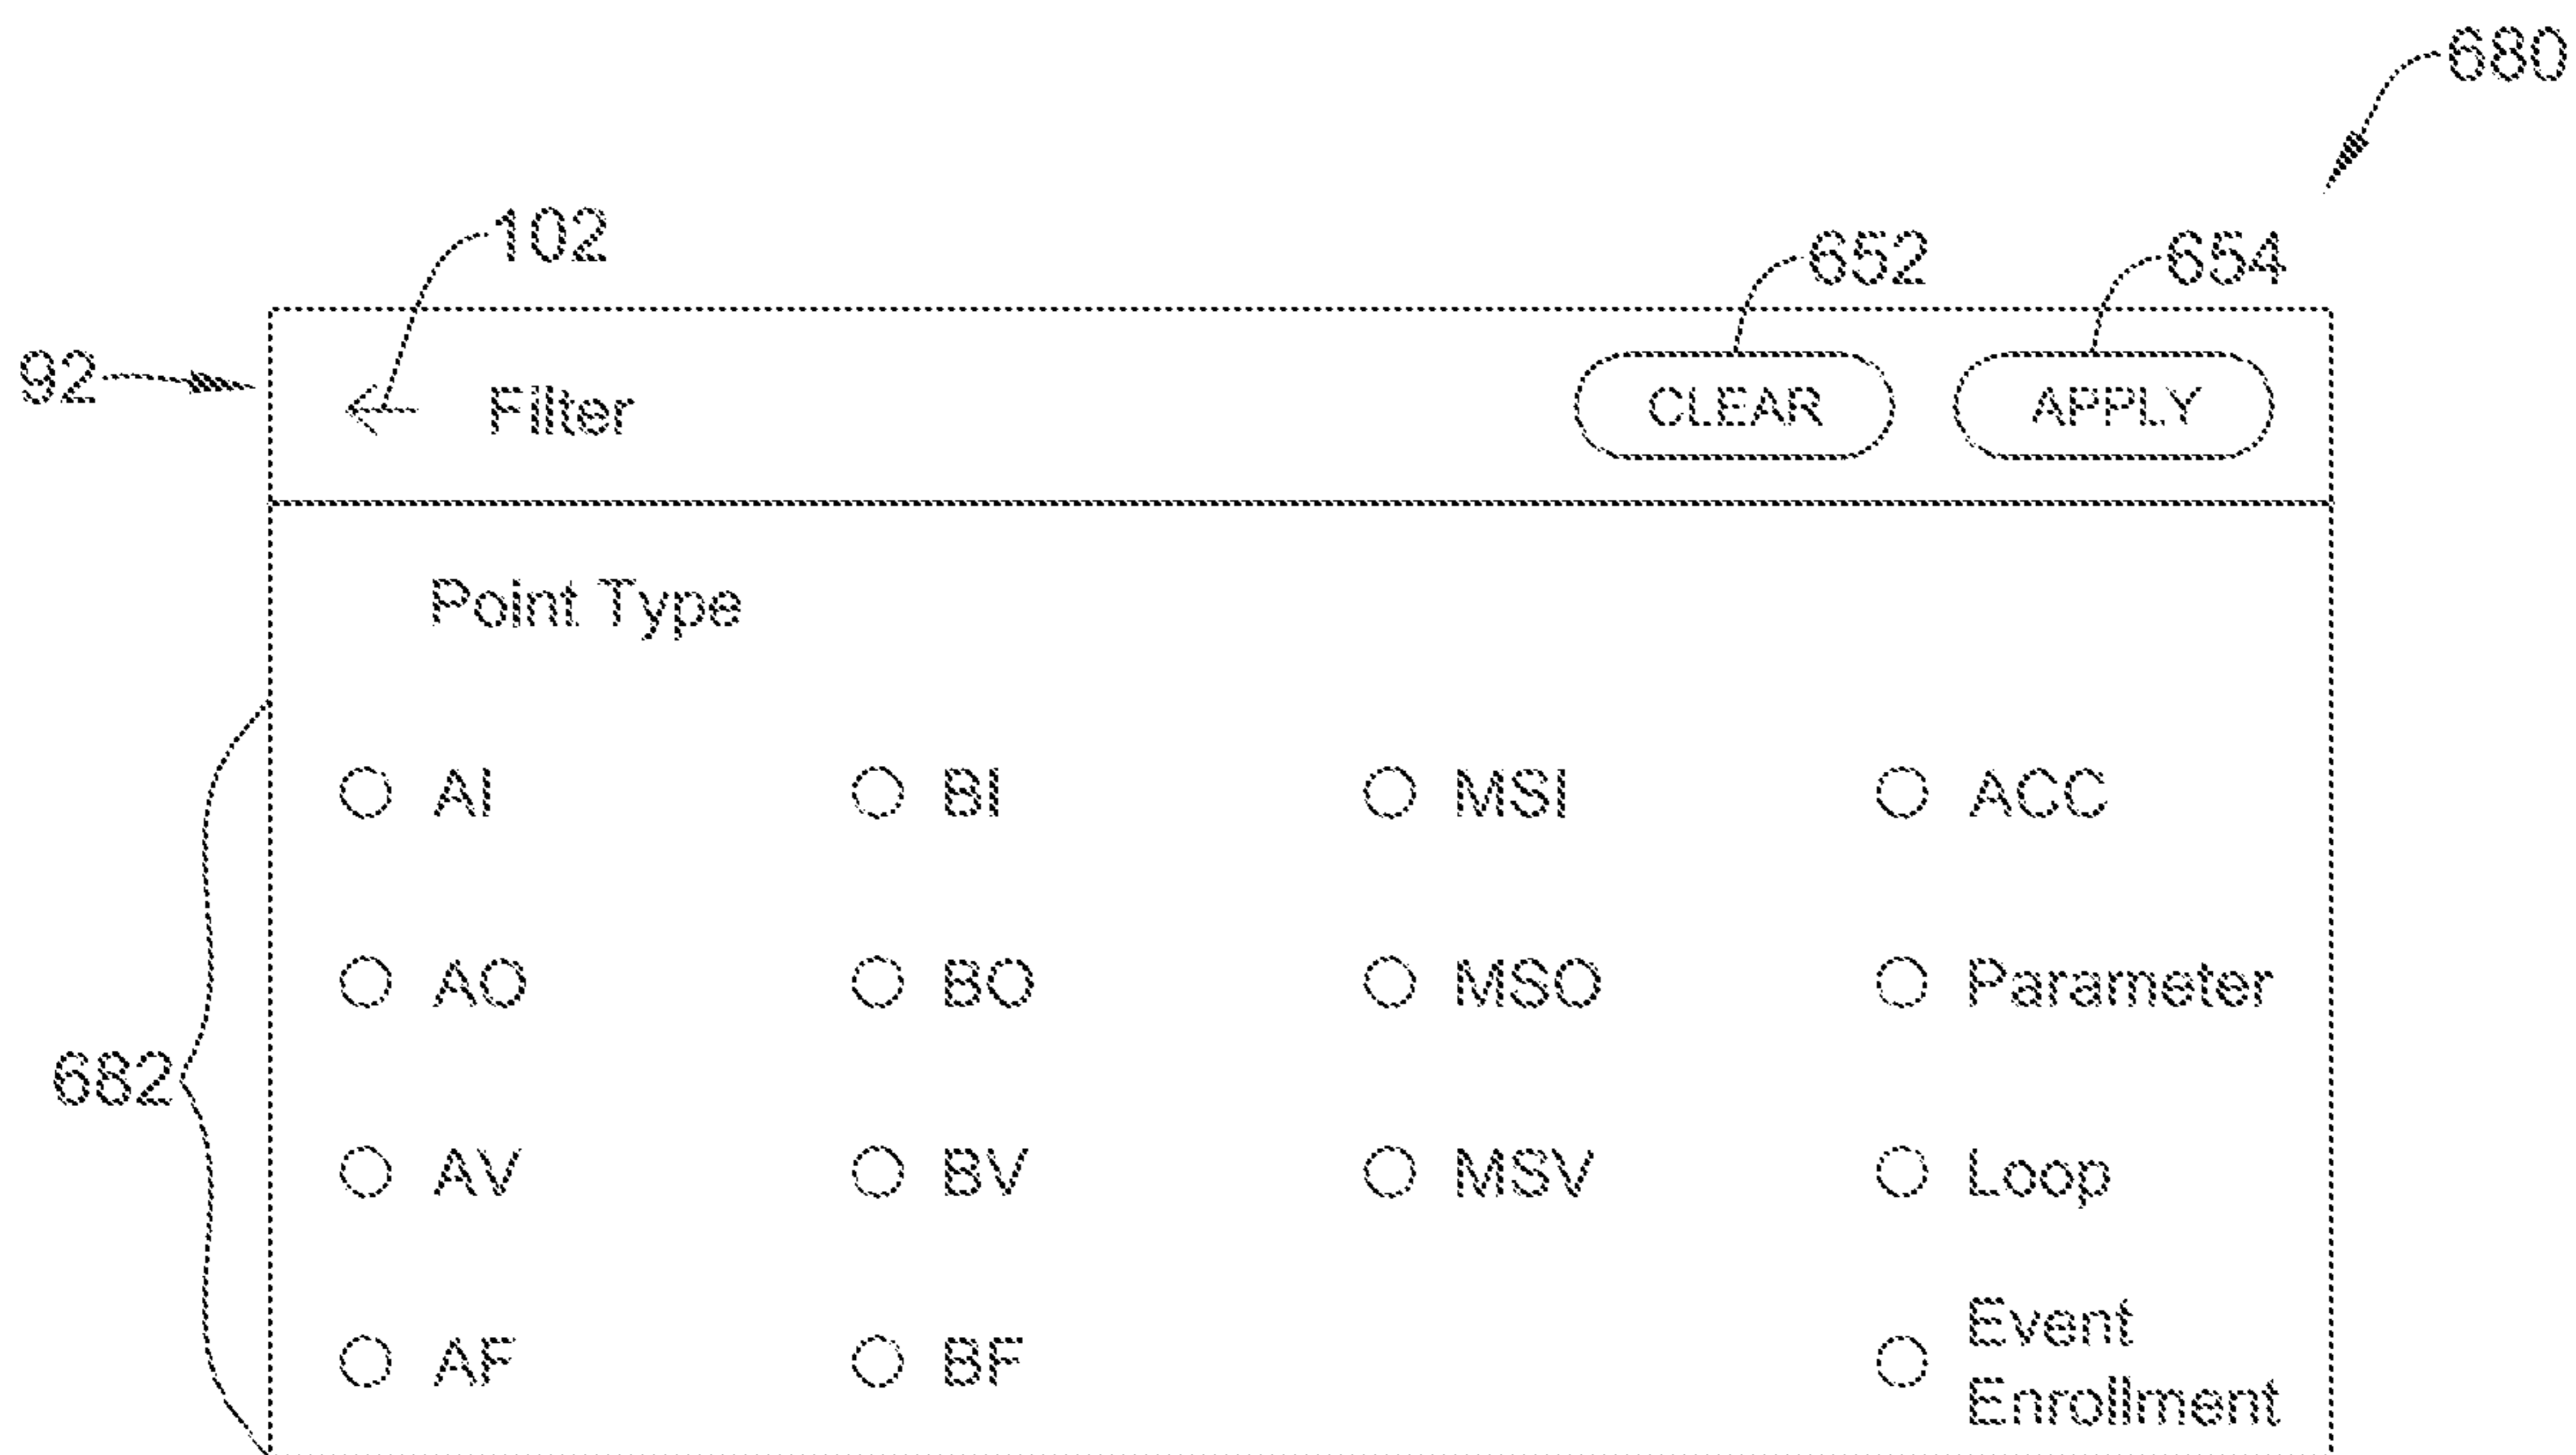 680
102
652
654
92
Filter
CLEAR
APPLY
Point Type
AI
BI
MSI
ACC
AO
BO
MSO
Parameter
682
AV
BV
MSV
Loop
AF
BF
Event
Enrollment